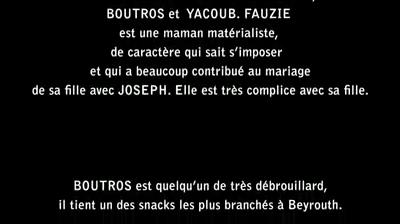 BOUTROS et YACOUB. FAUZIE
est une maman matérialiste,
de caractère qui sait s'imposer
et qui a beaucoup contribué au mariage
de sa fille avec JOSEPH. Elle est très complice avec sa fille.
BOUTROS est quelqu'un de très débrouillard,
il tient un des snacks les plus branchés à Beyrouth.